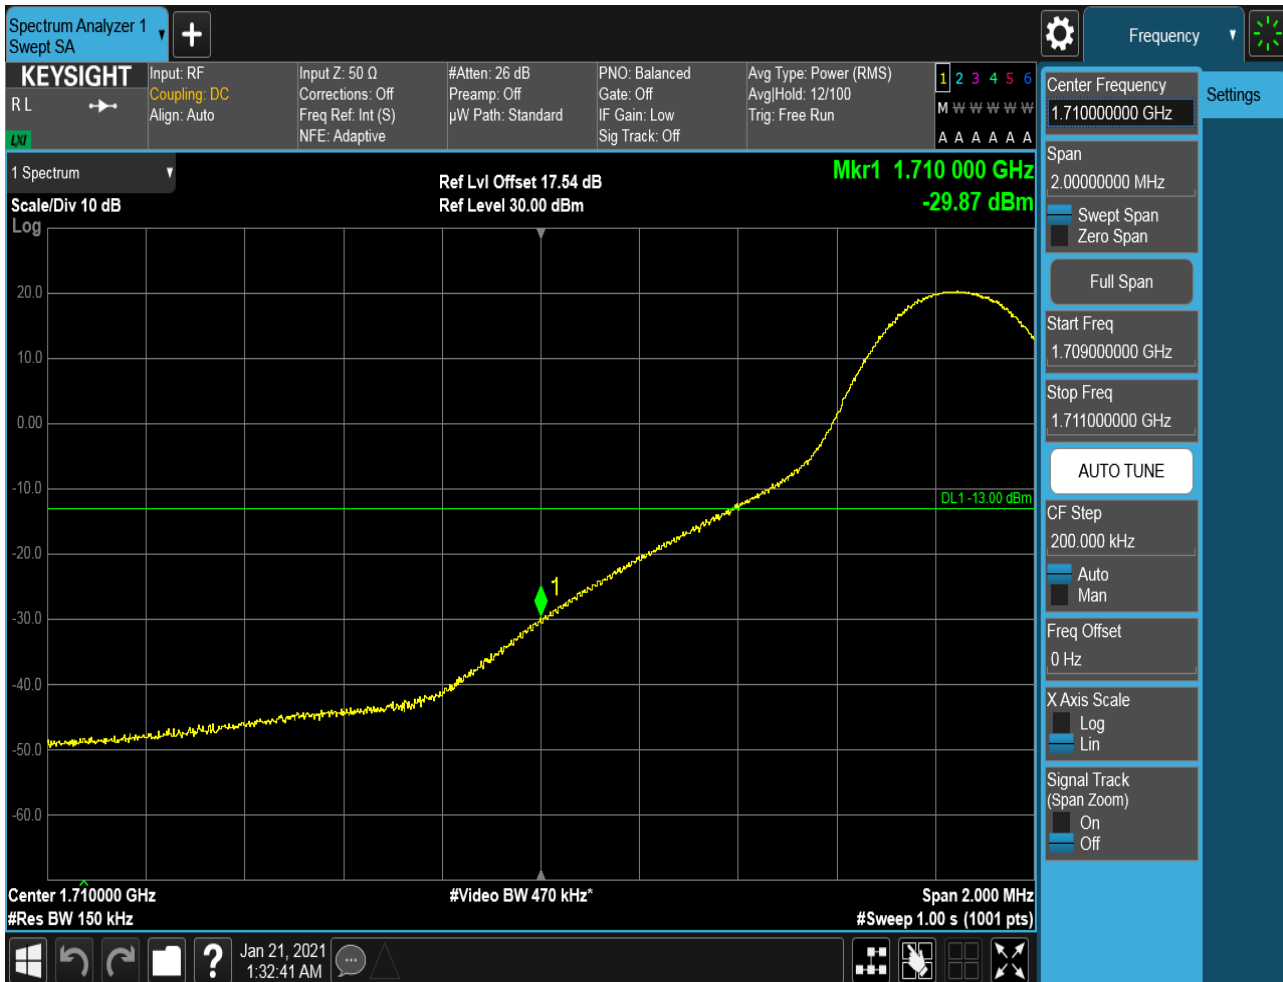 Spectrum Analyzer 1
Swept SA
Frequency
KEYSIGHT
R L
LXI
Input: RF
Coupling: DC
Align: Auto
Input Z: 50 Ω
Corrections: Off
Freq Ref: Int (S)
NFE: Adaptive
#Atten: 26 dB
Preamp: Off
µW Path: Standard
PNO: Balanced
Gate: Off
IF Gain: Low
Sig Track: Off
Avg Type: Power (RMS)
Avg|Hold: 12/100
Trig: Free Run
1 2 3 4 5 6
M W W W W W
A A A A A A
1 Spectrum
Scale/Div 10 dB
Log
Ref Lvl Offset 17.54 dB
Ref Level 30.00 dBm
Mkr1 1.710 000 GHz
-29.87 dBm
20.0
10.0
0.00
-10.0
-20.0
-30.0
-40.0
-50.0
-60.0
DL1 -13.00 dBm
1
Center 1.710000 GHz
#Res BW 150 kHz
#Video BW 470 kHz*
Span 2.000 MHz
#Sweep 1.00 s (1001 pts)
Center Frequency
1.710000000 GHz
Settings
Span
2.00000000 MHz
Swept Span
Zero Span
Full Span
Start Freq
1.709000000 GHz
Stop Freq
1.711000000 GHz
AUTO TUNE
CF Step
200.000 kHz
Auto
Man
Freq Offset
0 Hz
X Axis Scale
Log
Lin
Signal Track
(Span Zoom)
On
Off
?
Jan 21, 2021
1:32:41 AM